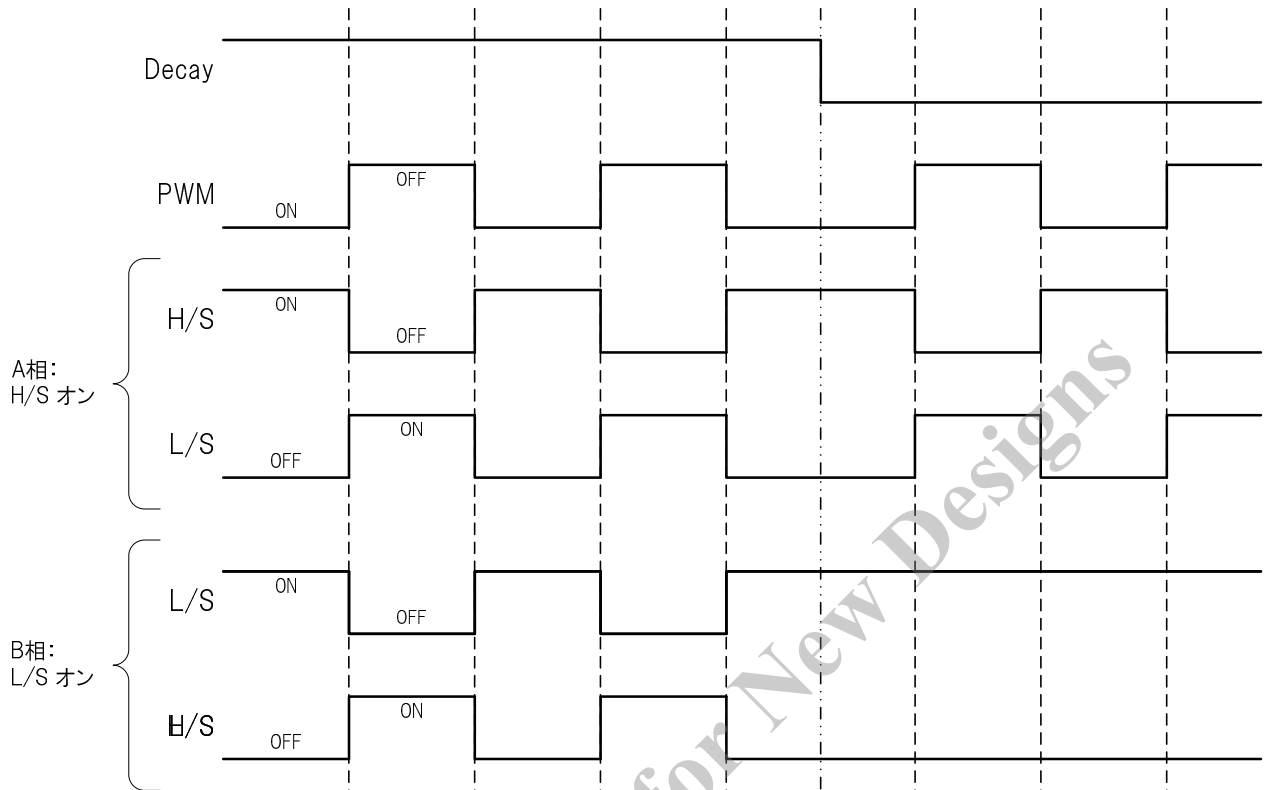 Decay
PWM
ON
OFF
H/S
ON
OFF
A相：
H/S オン
L/S
OFF
ON
L/S
ON
OFF
B相：
L/S オン
H/S
OFF
ON
for New Designs